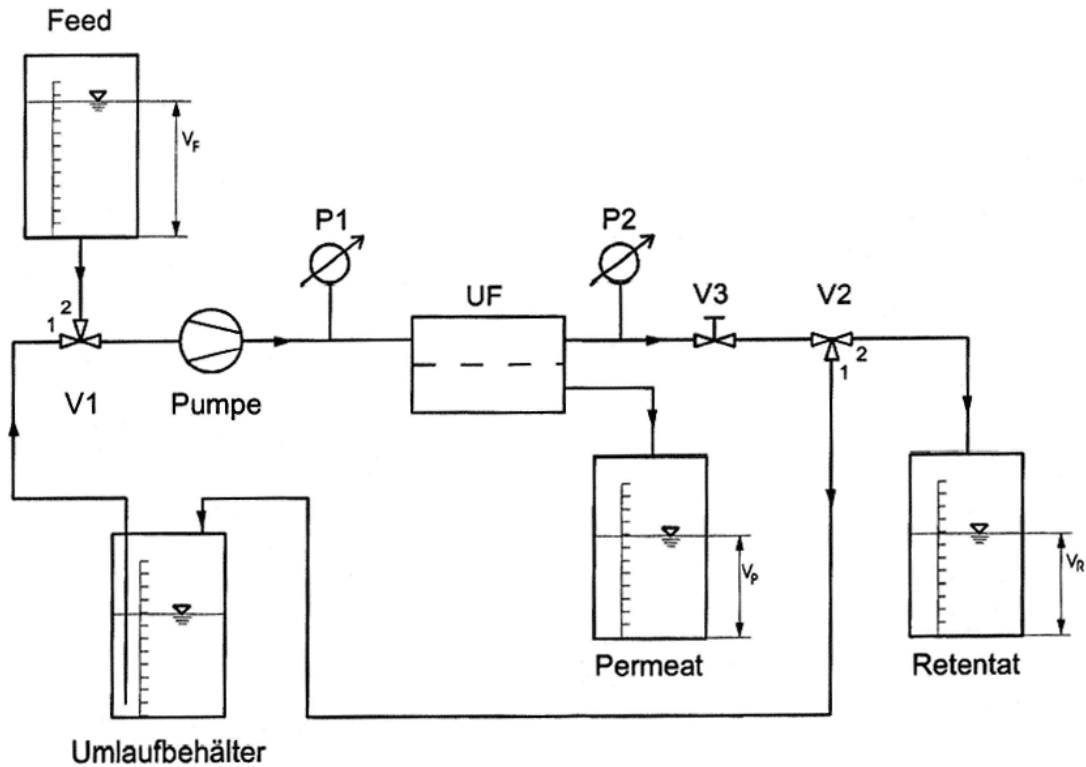 Feed
V_F
P1
P2
UF
V3
V2
2
1
V1
Pumpe
2
1
V_P
V_R
Permeat
Retentat
Umlaufbehälter